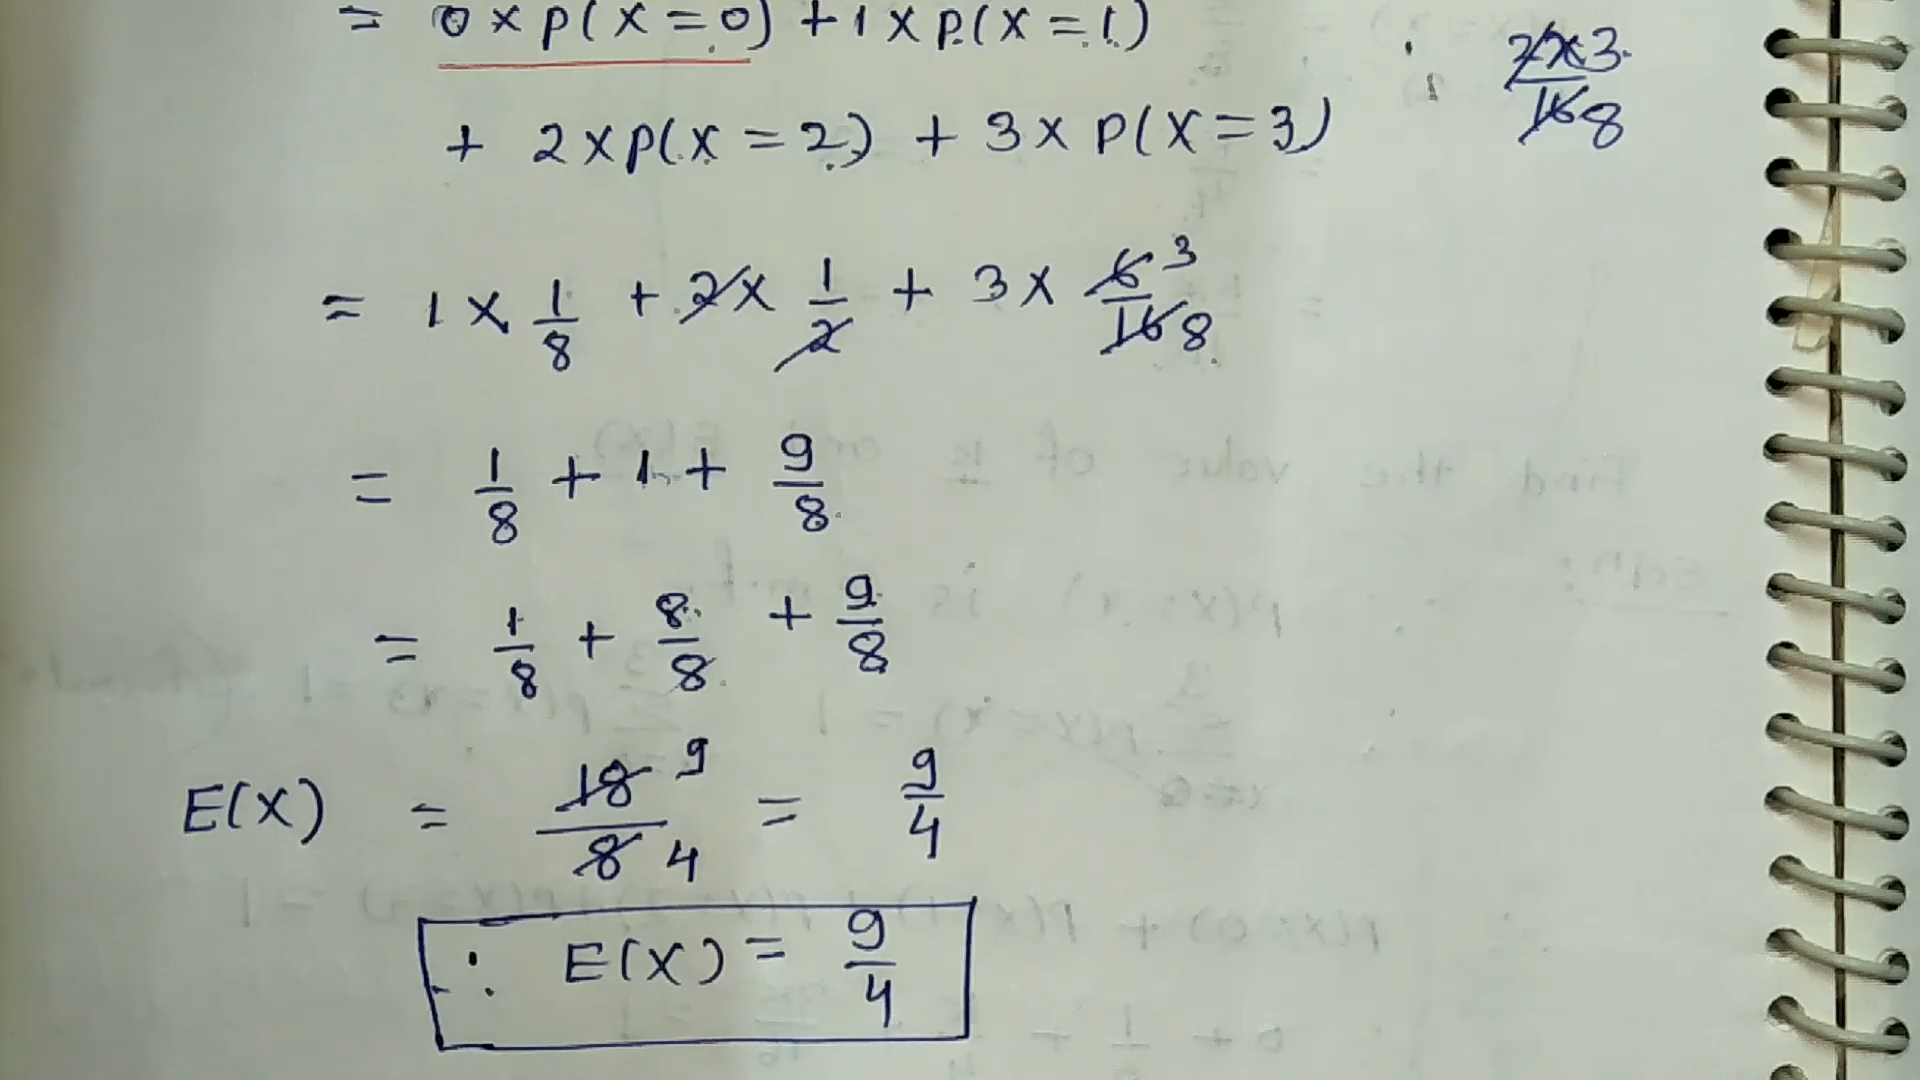 = 0 × P(X=0) + 1 × P(X=1)
+ 2 × P(X=2) + 3 × P(X=3)
2×3
16 8
= 1 × 1/8 + 2 × 1/2 + 3 × 6 3/16 8
= 1/8 + 1 + 9/8
= 1/8 + 8/8 + 9/8
E(X) = 18 9/8 4 = 9/4
∴ E(X) = 9/4